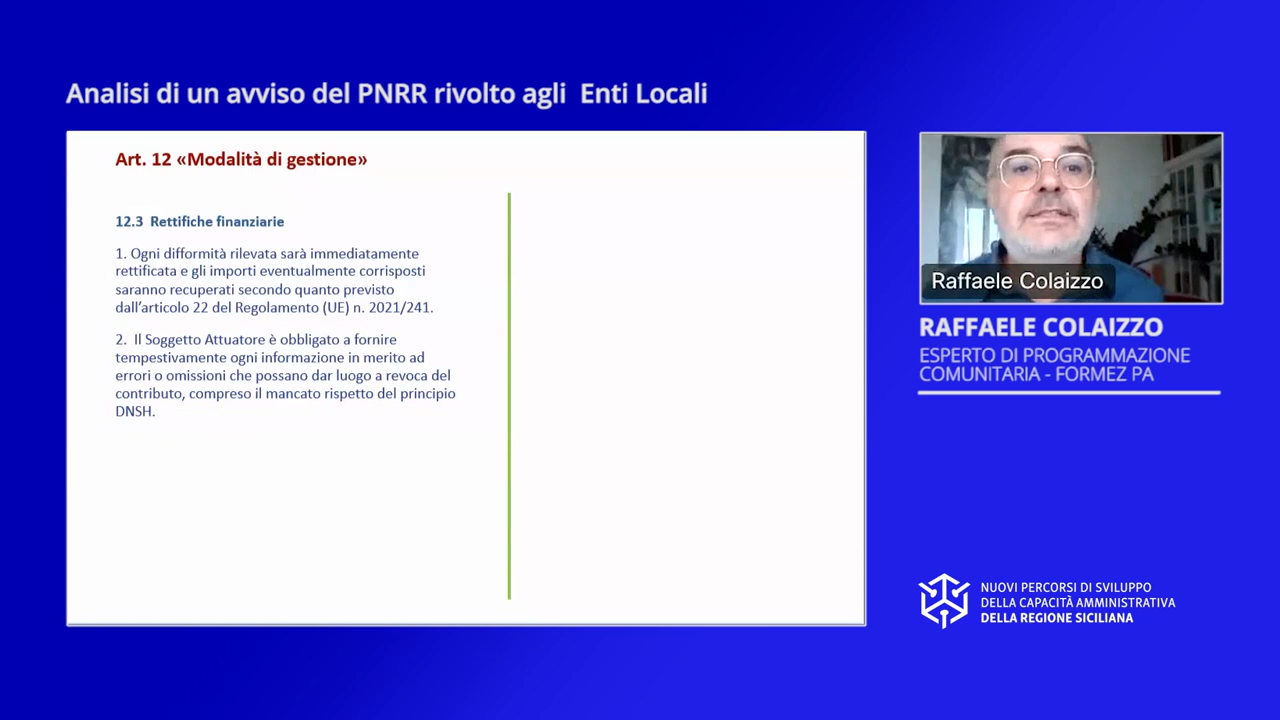 Analisi di un avviso del PNRR rivolto agli Enti Locali
Art. 12 «Modalità di gestione»
12.3 Rettifiche finanziarie
1. Ogni difformità rilevata sarà immediatamente
rettificata e gli importi eventualmente corrisposti
saranno recuperati secondo quanto previsto
dall’articolo 22 del Regolamento (UE) n. 2021/241.
2. Il Soggetto Attuatore è obbligato a fornire
tempestivamente ogni informazione in merito ad
errori o omissioni che possano dar luogo a revoca del
contributo, compreso il mancato rispetto del principio
DNSH.
Raffaele Colaizzo
RAFFAELE COLAIZZO
ESPERTO DI PROGRAMMAZIONE
COMUNITARIA - FORMEZ PA
NUOVI PERCORSI DI SVILUPPO
DELLA CAPACITÀ AMMINISTRATIVA
DELLA REGIONE SICILIANA